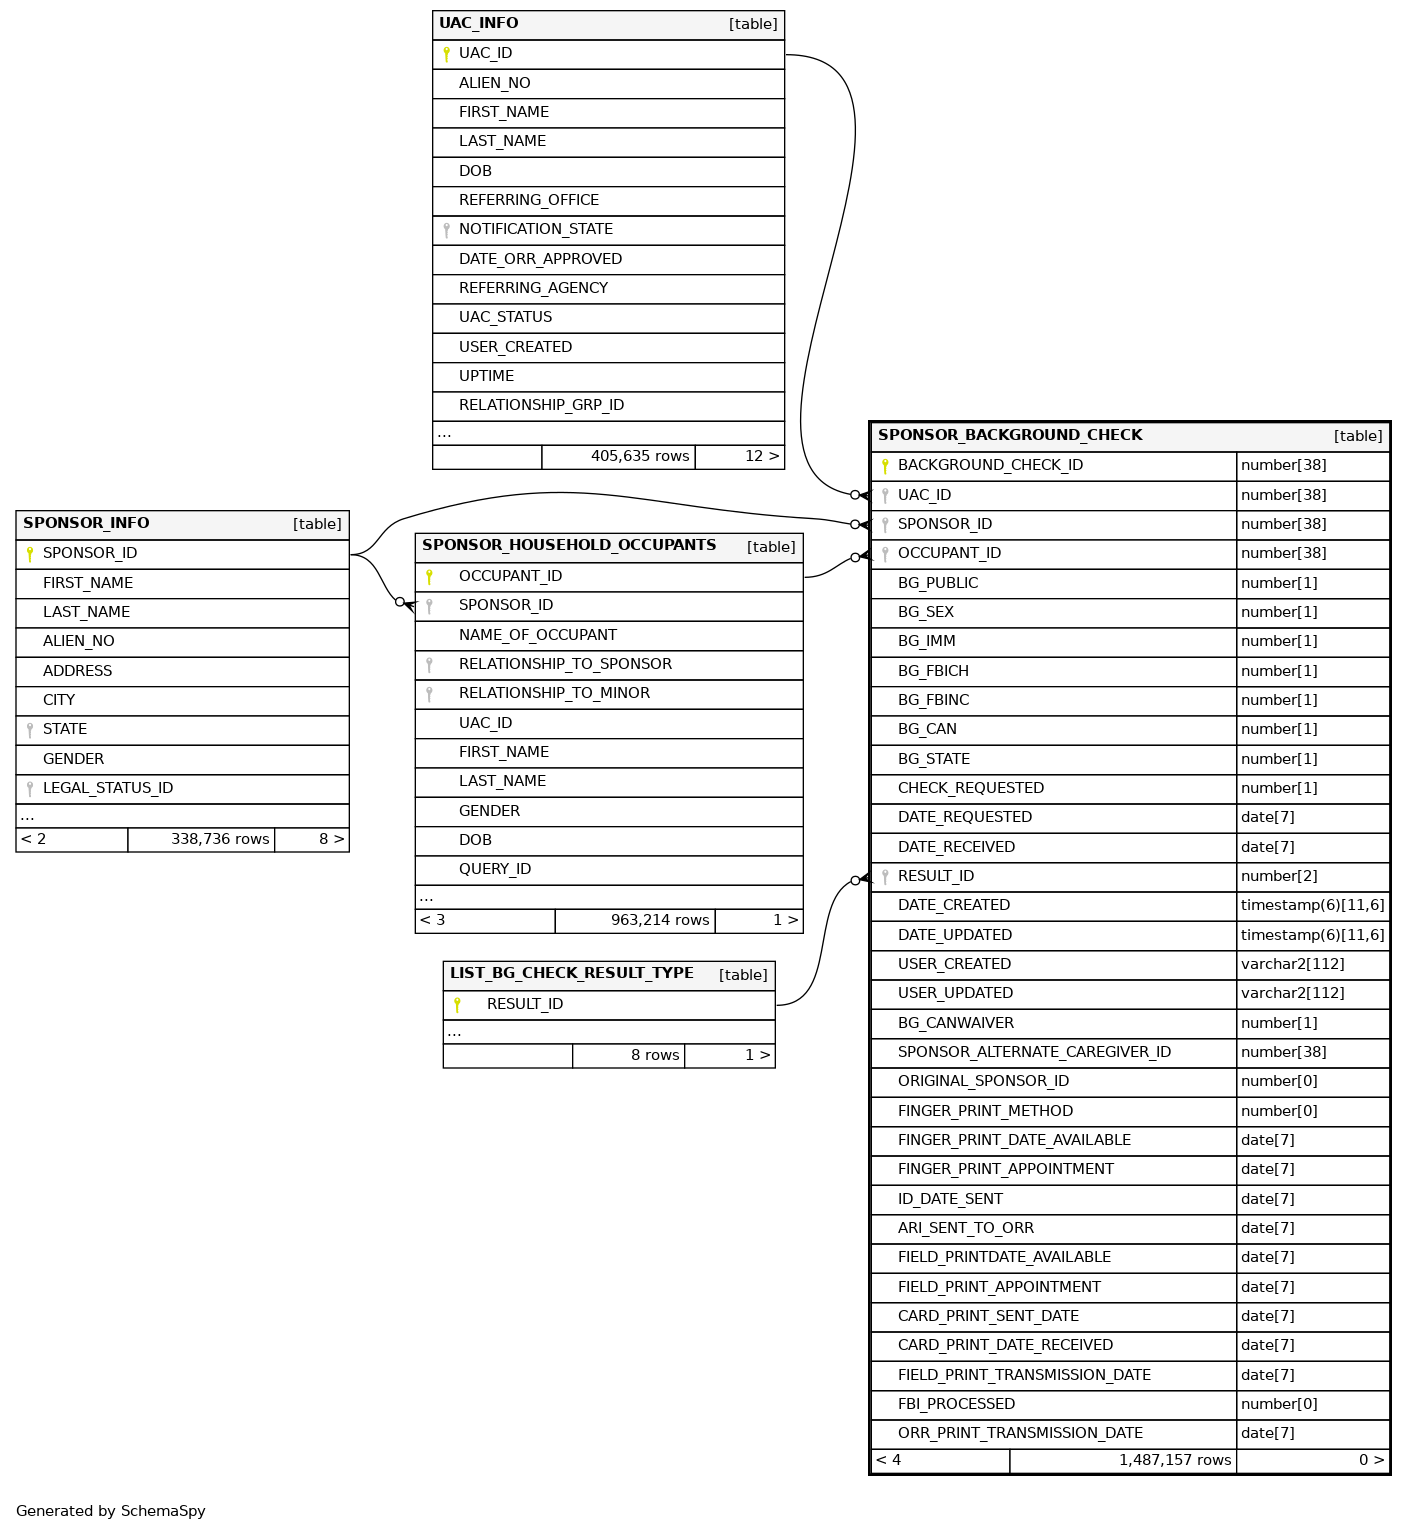 UAC_INFO [table]
UAC_ID
ALIEN_NO
FIRST_NAME
LAST_NAME
DOB
REFERRING_OFFICE
NOTIFICATION_STATE
DATE_ORR_APPROVED
REFERRING_AGENCY
UAC_STATUS
USER_CREATED
UPTIME
RELATIONSHIP_GRP_ID
...
405,635 rows 12 >
SPONSOR_INFO [table]
SPONSOR_ID
FIRST_NAME
LAST_NAME
ALIEN_NO
ADDRESS
CITY
STATE
GENDER
LEGAL_STATUS_ID
...
< 2 338,736 rows 8 >
SPONSOR_HOUSEHOLD_OCCUPANTS [table]
OCCUPANT_ID
SPONSOR_ID
NAME_OF_OCCUPANT
RELATIONSHIP_TO_SPONSOR
RELATIONSHIP_TO_MINOR
UAC_ID
FIRST_NAME
LAST_NAME
GENDER
DOB
QUERY_ID
...
< 3 963,214 rows 1 >
LIST_BG_CHECK_RESULT_TYPE [table]
RESULT_ID
...
8 rows 1 >
SPONSOR_BACKGROUND_CHECK [table]
BACKGROUND_CHECK_ID number[38]
UAC_ID number[38]
SPONSOR_ID number[38]
OCCUPANT_ID number[38]
BG_PUBLIC number[1]
BG_SEX number[1]
BG_IMM number[1]
BG_FBICH number[1]
BG_FBINC number[1]
BG_CAN number[1]
BG_STATE number[1]
CHECK_REQUESTED number[1]
DATE_REQUESTED date[7]
DATE_RECEIVED date[7]
RESULT_ID number[2]
DATE_CREATED timestamp(6)[11,6]
DATE_UPDATED timestamp(6)[11,6]
USER_CREATED varchar2[112]
USER_UPDATED varchar2[112]
BG_CANWAIVER number[1]
SPONSOR_ALTERNATE_CAREGIVER_ID number[38]
ORIGINAL_SPONSOR_ID number[0]
FINGER_PRINT_METHOD number[0]
FINGER_PRINT_DATE_AVAILABLE date[7]
FINGER_PRINT_APPOINTMENT date[7]
ID_DATE_SENT date[7]
ARI_SENT_TO_ORR date[7]
FIELD_PRINTDATE_AVAILABLE date[7]
FIELD_PRINT_APPOINTMENT date[7]
CARD_PRINT_SENT_DATE date[7]
CARD_PRINT_DATE_RECEIVED date[7]
FIELD_PRINT_TRANSMISSION_DATE date[7]
FBI_PROCESSED number[0]
ORR_PRINT_TRANSMISSION_DATE date[7]
< 4 1,487,157 rows 0 >
Generated by SchemaSpy